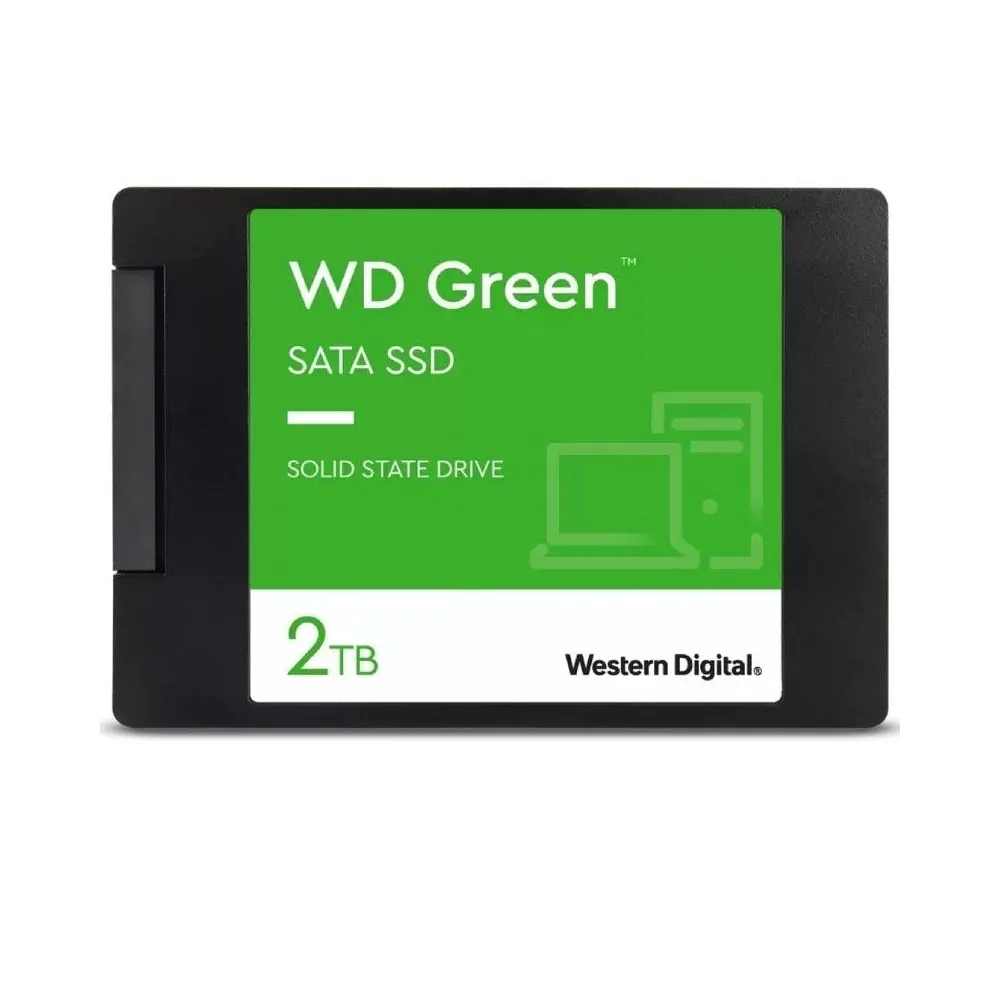 WD Green™
SATA SSD
SOLID STATE DRIVE
2TB
Western Digital®